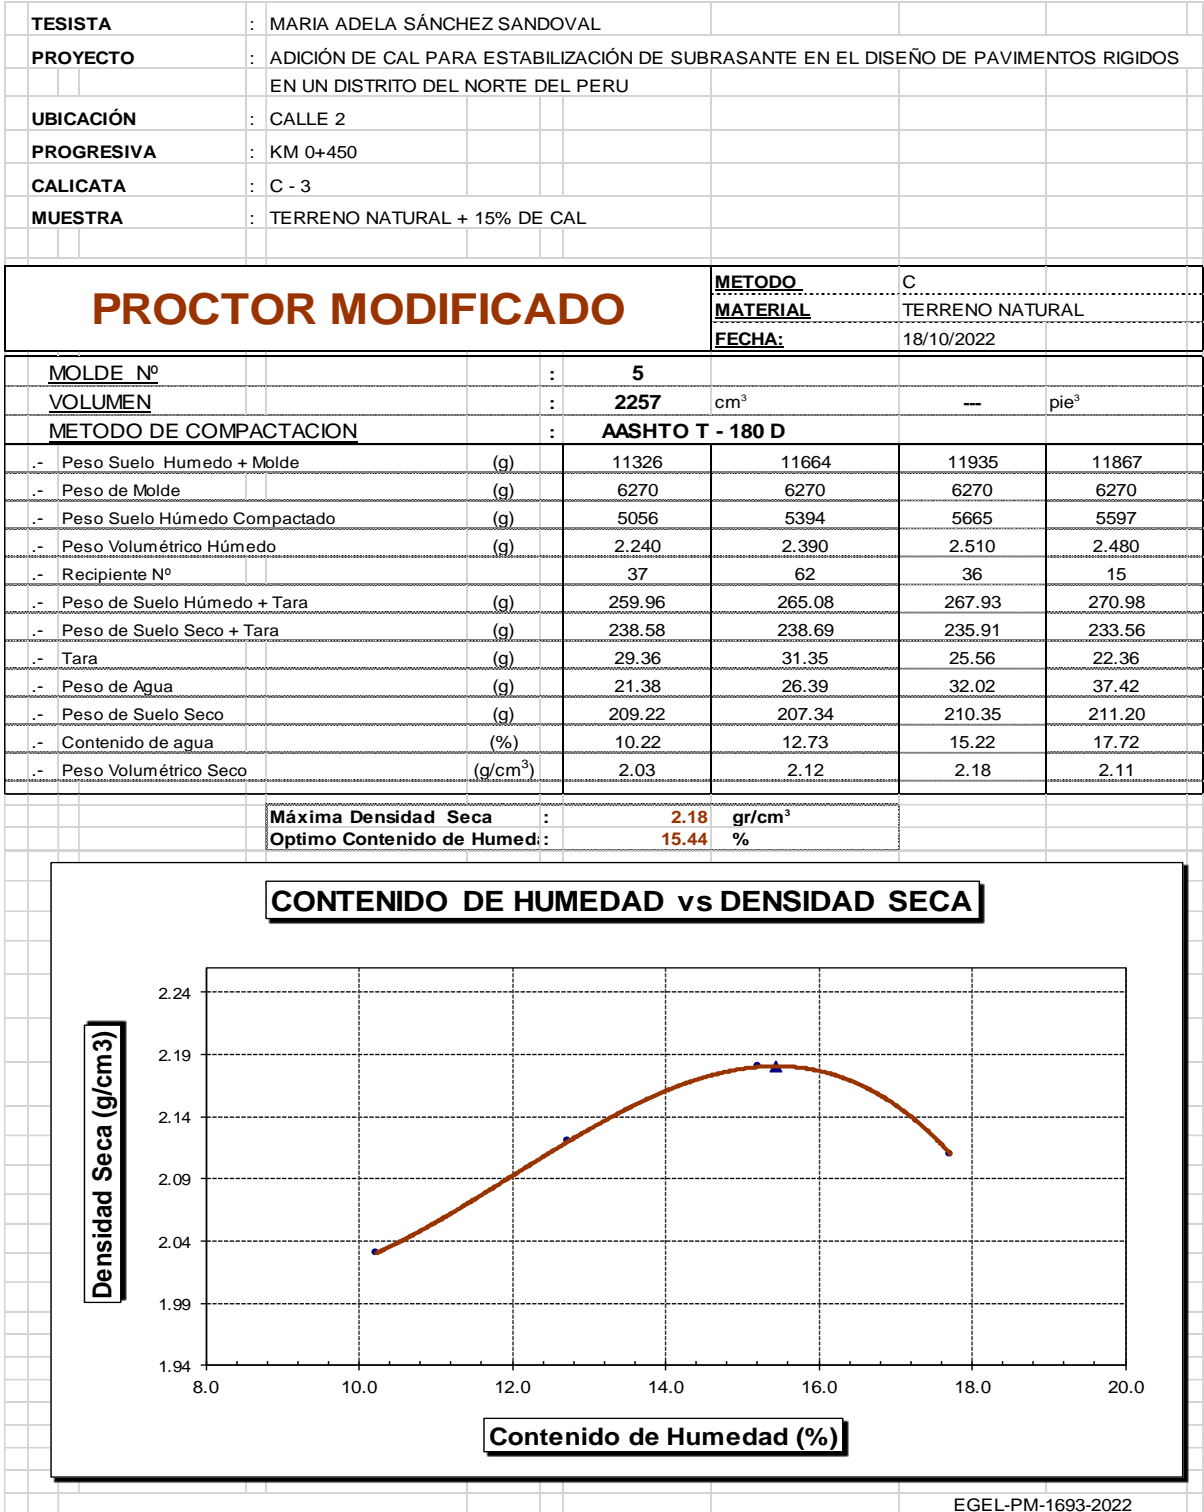 TESISTA : MARIA ADELA SÁNCHEZ SANDOVAL
PROYECTO : ADICIÓN DE CAL PARA ESTABILIZACIÓN DE SUBRASANTE EN EL DISEÑO DE PAVIMENTOS RIGIDOS
EN UN DISTRITO DEL NORTE DEL PERU
UBICACIÓN : CALLE 2
PROGRESIVA : KM 0+450
CALICATA : C - 3
MUESTRA : TERRENO NATURAL + 15% DE CAL
PROCTOR MODIFICADO
METODO C
MATERIAL TERRENO NATURAL
FECHA: 18/10/2022
MOLDE Nº : 5
VOLUMEN : 2257 cm³ --- pie³
METODO DE COMPACTACION : AASHTO T - 180 D
.- Peso Suelo Humedo + Molde (g) 11326 11664 11935 11867
.- Peso de Molde (g) 6270 6270 6270 6270
.- Peso Suelo Húmedo Compactado (g) 5056 5394 5665 5597
.- Peso Volumétrico Húmedo (g) 2.240 2.390 2.510 2.480
.- Recipiente Nº 37 62 36 15
.- Peso de Suelo Húmedo + Tara (g) 259.96 265.08 267.93 270.98
.- Peso de Suelo Seco + Tara (g) 238.58 238.69 235.91 233.56
.- Tara (g) 29.36 31.35 25.56 22.36
.- Peso de Agua (g) 21.38 26.39 32.02 37.42
.- Peso de Suelo Seco (g) 209.22 207.34 210.35 211.20
.- Contenido de agua (%) 10.22 12.73 15.22 17.72
.- Peso Volumétrico Seco (g/cm³) 2.03 2.12 2.18 2.11
Máxima Densidad Seca : 2.18 gr/cm³
Optimo Contenido de Humed : 15.44 %
CONTENIDO DE HUMEDAD vs DENSIDAD SECA
Densidad Seca (g/cm3)
2.24
2.19
2.14
2.09
2.04
1.99
1.94
8.0 10.0 12.0 14.0 16.0 18.0 20.0
Contenido de Humedad (%)
EGEL-PM-1693-2022